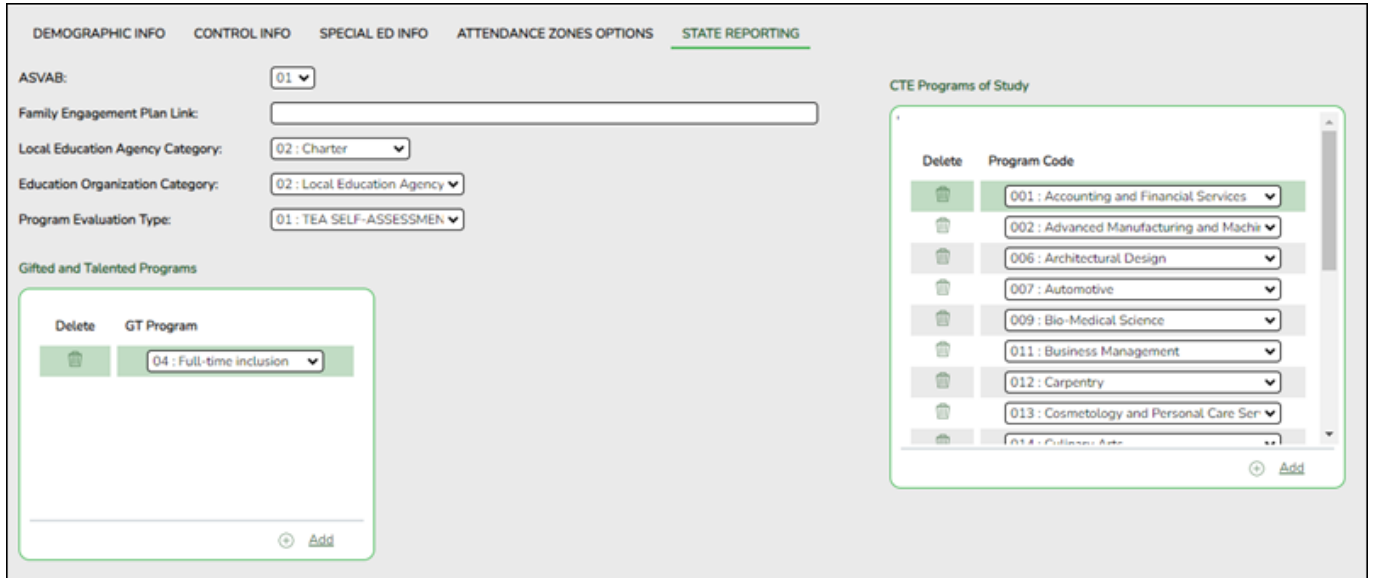 DEMOGRAPHIC INFO CONTROL INFO SPECIAL ED INFO ATTENDANCE ZONES OPTIONS STATE REPORTING
ASVAB: 01
Family Engagement Plan Link:
Local Education Agency Category: 02 : Charter
Education Organization Category: 02 : Local Education Agency
Program Evaluation Type: 01 : TEA SELF-ASSESSMEN
Gifted and Talented Programs
Delete GT Program
04 : Full-time inclusion
Add
CTE Programs of Study
Delete Program Code
001 : Accounting and Financial Services
002 : Advanced Manufacturing and Machin
006 : Architectural Design
007 : Automotive
009 : Bio-Medical Science
011 : Business Management
012 : Carpentry
013 : Cosmetology and Personal Care Ser
014 : Culinary Arts
Add